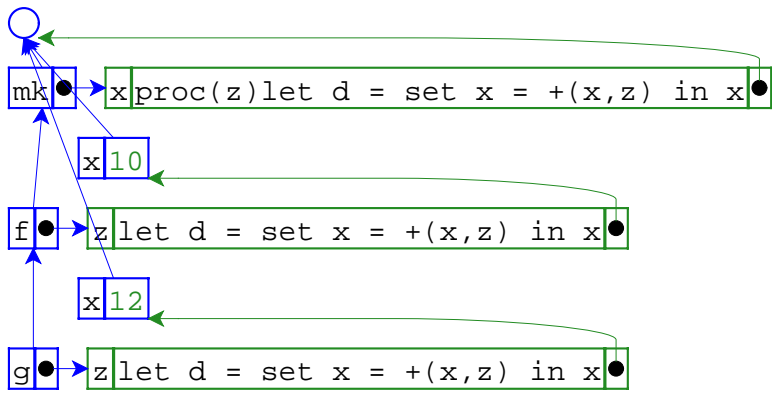 mk x proc(z)let d = set x = +(x,z) in x
x 10
f z let d = set x = +(x,z) in x
x 12
g z let d = set x = +(x,z) in x